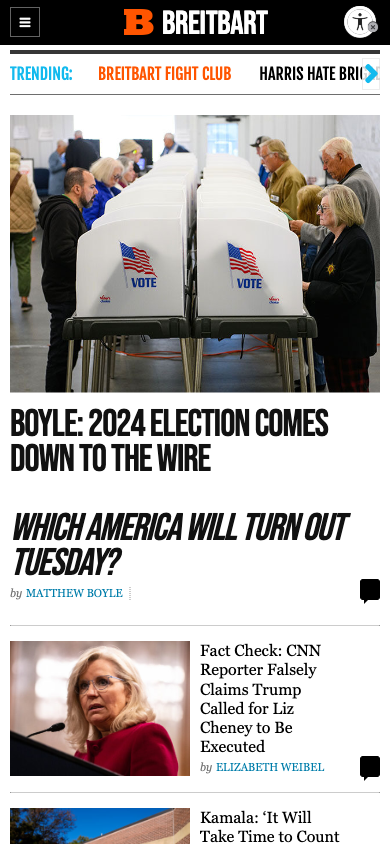 BREITBART
TRENDING:
BREITBART FIGHT CLUB
HARRIS HATE
VOTE
VOTE
BOYLE: 2024 ELECTION COMES
DOWN TO THE WIRE
WHICH AMERICA WILL TURN OUT
TUESDAY?
by MATTHEW BOYLE
Fact Check: CNN
Reporter Falsely
Claims Trump
Called for Liz
Cheney to Be
Executed
by ELIZABETH WEIBEL
Kamala: ‘It Will
Take Time to Count